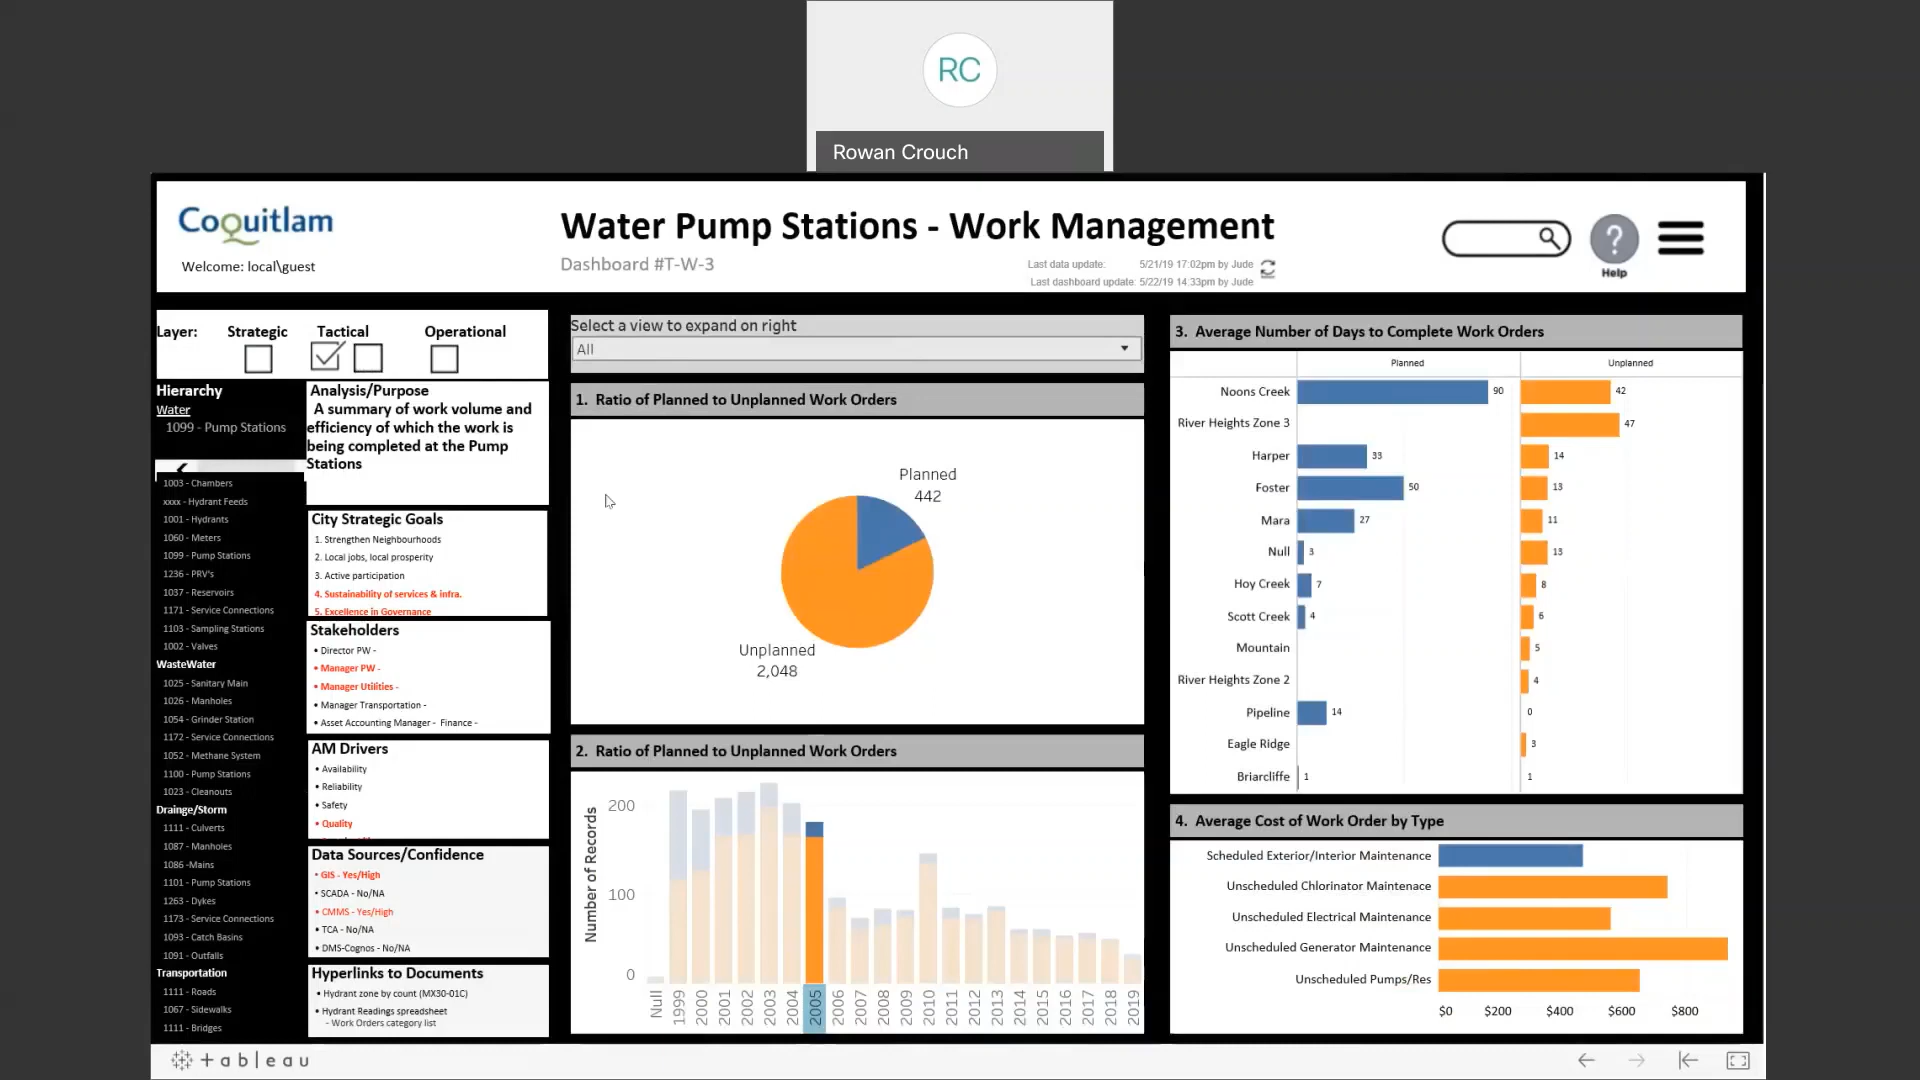 RC
Rowan Crouch
Coquitlam
Welcome: local\guest
Water Pump Stations - Work Management
Dashboard #T-W-3
Last data update: 5/21/19 17:02pm by Jude
Last dashboard update: 5/22/19 14:33pm by Jude
?
Help
Layer: Strategic Tactical Operational
Hierarchy
Water
1099 - Pump Stations
1003 - Chambers
xxxx - Hydrant Feeds
1001 - Hydrants
1060 - Meters
1099 - Pump Stations
1236 - PRV's
1037 - Reservoirs
1171 - Service Connections
1103 - Sampling Stations
1002 - Valves
WasteWater
1025 - Sanitary Main
1026 - Manholes
1054 - Grinder Station
1172 - Service Connections
1052 - Methane System
1100 - Pump Stations
1023 - Cleanouts
Drainge/Storm
1111 - Culverts
1087 - Manholes
1086 -Mains
1101 - Pump Stations
1263 - Dykes
1173 - Service Connections
1093 - Catch Basins
1091 - Outfalls
Transportation
1111 - Roads
1067 - Sidewalks
1111 - Bridges
Analysis/Purpose
A summary of work volume and
efficiency of which the work is
being completed at the Pump
Stations
City Strategic Goals
1. Strengthen Neighbourhoods
2. Local jobs, local prosperity
3. Active participation
4. Sustainability of services & infra.
5. Excellence in Governance
Stakeholders
• Director PW -
• Manager PW -
• Manager Utilities -
• Manager Transportation -
• Asset Accounting Manager - Finance -
AM Drivers
• Availability
• Reliability
• Safety
• Quality
Data Sources/Confidence
• GIS - Yes/High
• SCADA - No/NA
• CMMS - Yes/High
• TCA - No/NA
• DMS-Cognos - No/NA
Hyperlinks to Documents
• Hydrant zone by count (MX30-01C)
• Hydrant Readings spreadsheet
- Work Orders category list
Select a view to expand on right
All
1. Ratio of Planned to Unplanned Work Orders
Planned
442
Unplanned
2,048
2. Ratio of Planned to Unplanned Work Orders
Number of Records
200
100
0
Null 1999 2000 2001 2002 2003 2004 2005 2006 2007 2008 2009 2010 2011 2012 2013 2014 2015 2016 2017 2018 2019
3. Average Number of Days to Complete Work Orders
Planned Unplanned
Noons Creek 90 42
River Heights Zone 3 47
Harper 33 14
Foster 50 13
Mara 27 11
Null 3 13
Hoy Creek 7 8
Scott Creek 4 6
Mountain 5
River Heights Zone 2 4
Pipeline 14 0
Eagle Ridge 3
Briarcliffe 1 1
4. Average Cost of Work Order by Type
Scheduled Exterior/Interior Maintenance
Unscheduled Chlorinator Maintenace
Unscheduled Electrical Maintenance
Unscheduled Generator Maintenance
Unscheduled Pumps/Res
$0 $200 $400 $600 $800
+ableau